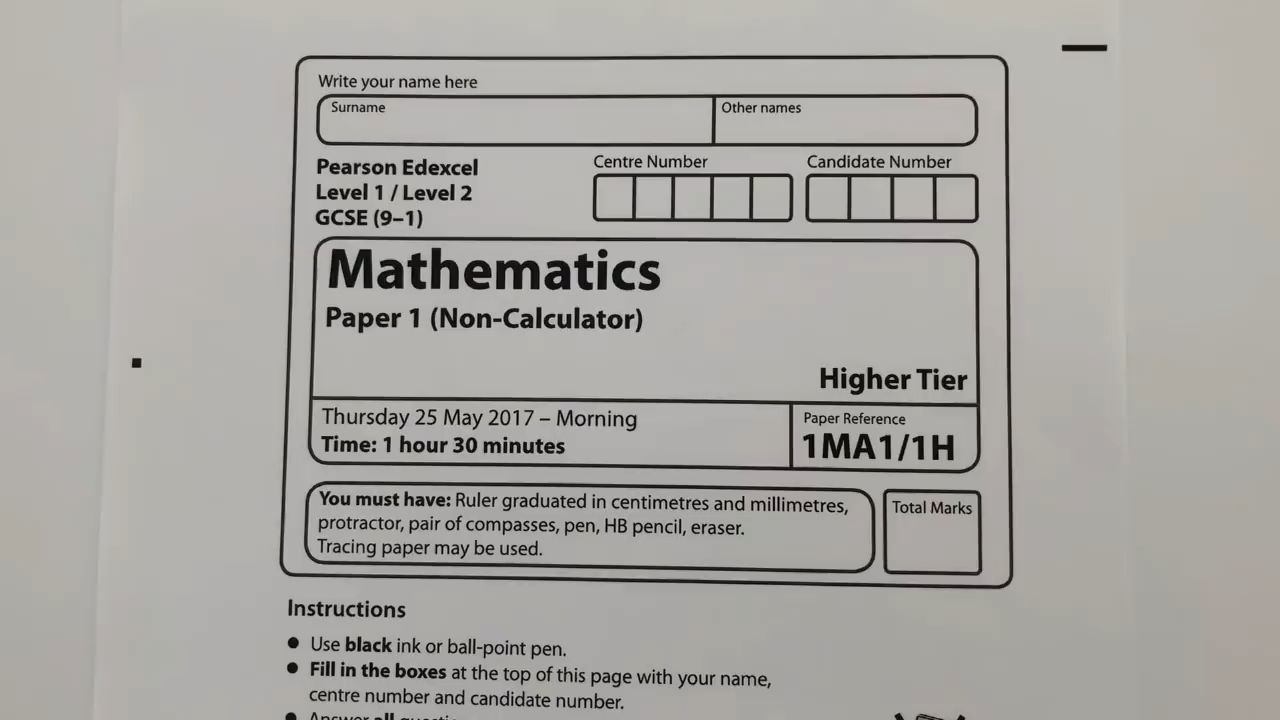 Write your name here
Surname
Other names
Pearson Edexcel
Level 1 / Level 2
GCSE (9–1)
Centre Number
Candidate Number
Mathematics
Paper 1 (Non-Calculator)
Higher Tier
Thursday 25 May 2017 – Morning
Time: 1 hour 30 minutes
Paper Reference
1MA1/1H
You must have: Ruler graduated in centimetres and millimetres,
protractor, pair of compasses, pen, HB pencil, eraser.
Tracing paper may be used.
Total Marks
Instructions
● Use black ink or ball-point pen.
● Fill in the boxes at the top of this page with your name,
centre number and candidate number.
● Answer all